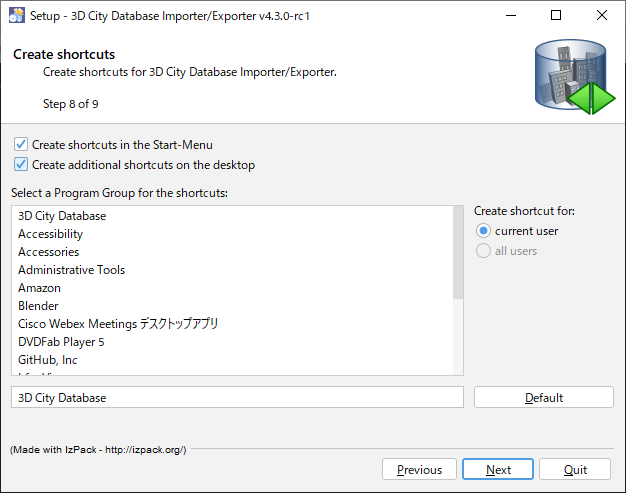 Setup - 3D City Database Importer/Exporter v4.3.0-rc1
Create shortcuts
Create shortcuts for 3D City Database Importer/Exporter.
Step 8 of 9
Create shortcuts in the Start-Menu
Create additional shortcuts on the desktop
Select a Program Group for the shortcuts:
3D City Database
Accessibility
Accessories
Administrative Tools
Amazon
Blender
Cisco Webex Meetings デスクトップアプリ
DVDFab Player 5
GitHub, Inc
Create shortcut for:
current user
all users
3D City Database
Default
(Made with IzPack - http://izpack.org/)
Previous
Next
Quit